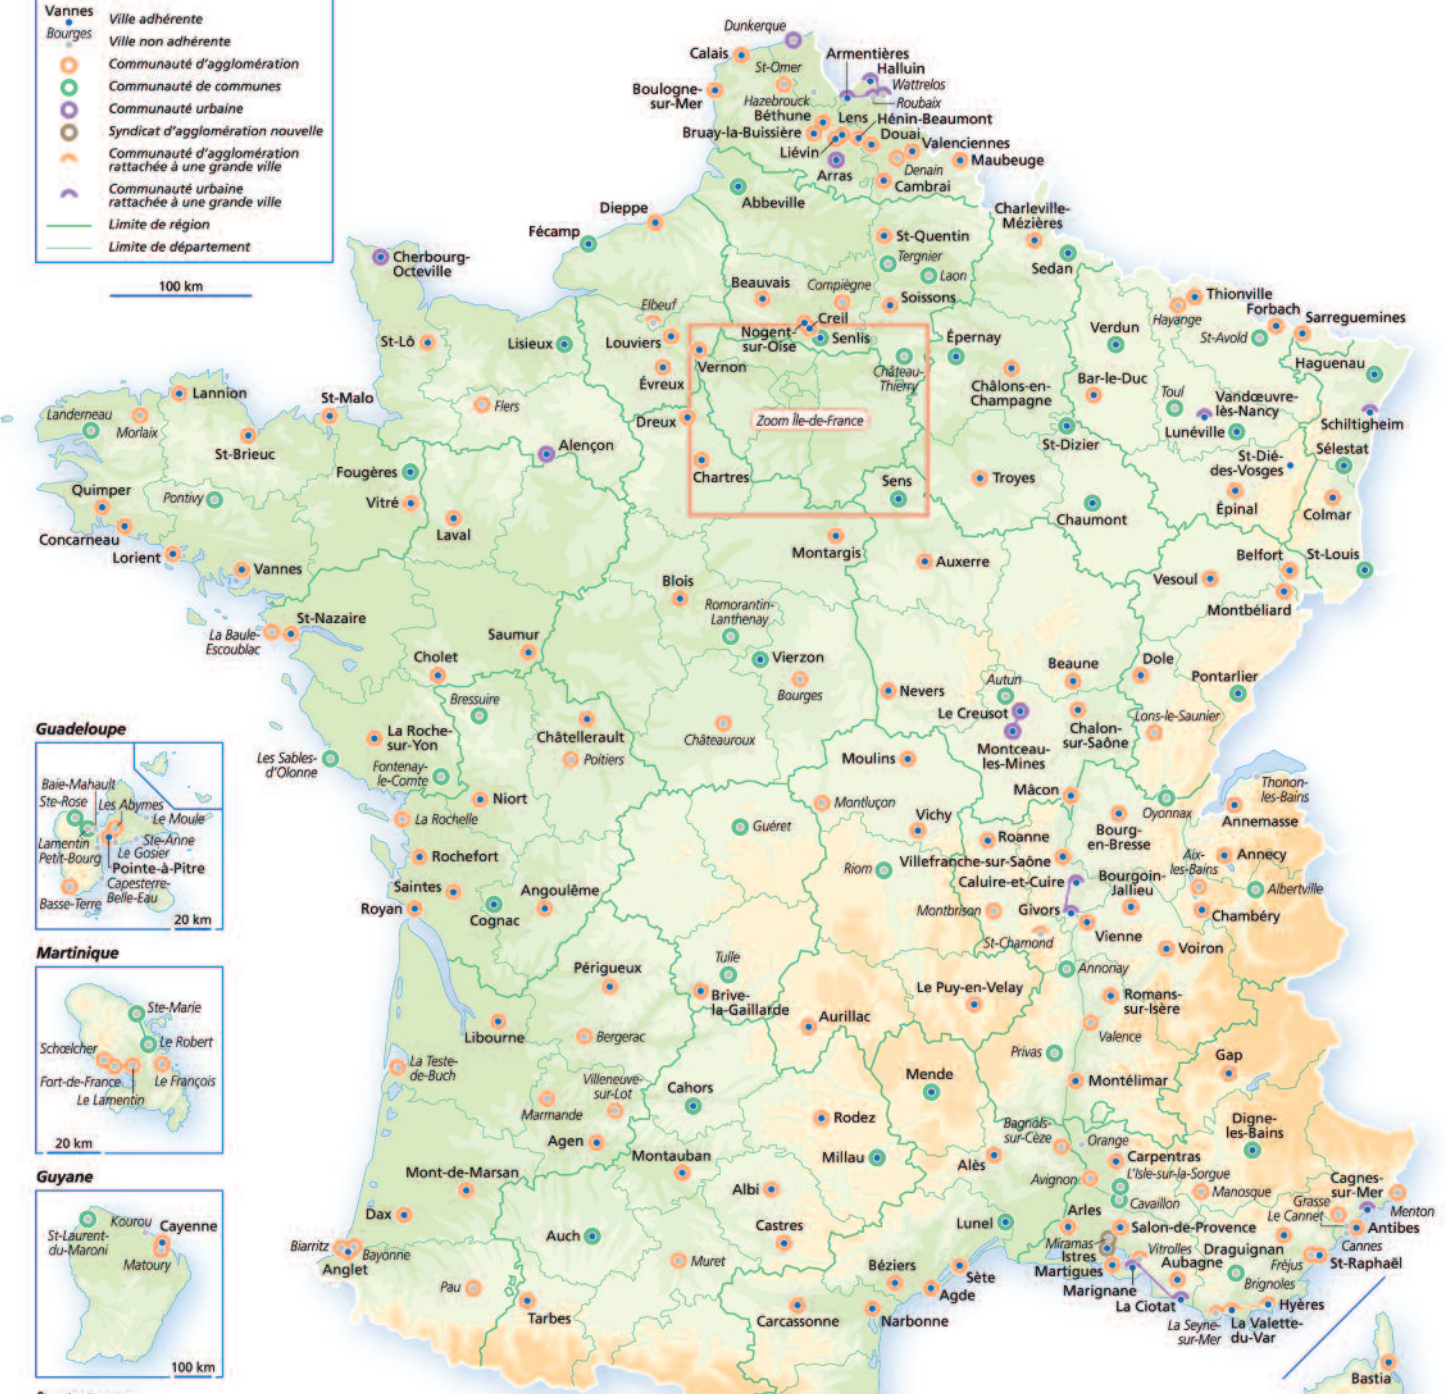 Vannes
Ville adhérente
Bourges
Ville non adhérente
Communauté d'agglomération
Communauté de communes
Communauté urbaine
Syndicat d'agglomération nouvelle
Communauté d'agglomération
rattachée à une grande ville
Communauté urbaine
rattachée à une grande ville
Limite de région
Limite de département
100 km
Dunkerque
Calais
St-Omer
Armentières
Halluin
Wattrelos
Roubaix
Boulogne-
sur-Mer
Hazebrouck
Béthune
Lens
Hénin-Beaumont
Bruay-la-Buissière
Douai
Liévin
Valenciennes
Maubeuge
Denain
Arras
Cambrai
Abbeville
Dieppe
Charleville-
Mézières
Fécamp
St-Quentin
Cherbourg-
Octeville
Tergnier
Sedan
Laon
Beauvais
Compiègne
Soissons
Thionville
Elbeuf
Hayange
Forbach
Creil
Sarreguemines
Nogent-
sur-Oise
Senlis
Épernay
Verdun
St-Avold
St-Lô
Lisieux
Louviers
Vernon
Château-
Thierry
Haguenau
Évreux
Châlons-en-
Champagne
Bar-le-Duc
Toul
Vandœuvre-
lès-Nancy
Lannion
St-Malo
Flers
Landerneau
Morlaix
Dreux
Zoom Île-de-France
Lunéville
Schiltigheim
St-Brieuc
Alençon
St-Dizier
St-Dié-
des-Vosges
Sélestat
Fougères
Chartres
Sens
Troyes
Quimper
Pontivy
Vitré
Épinal
Colmar
Chaumont
Laval
Concarneau
Lorient
Montargis
Auxerre
Belfort
St-Louis
Vannes
Vesoul
Blois
Montbéliard
Romorantin-
Lanthenay
St-Nazaire
La Baule-
Escoublac
Saumur
Cholet
Vierzon
Beaune
Dole
Pontarlier
Bressuire
Bourges
Nevers
Autun
Le Creusot
Lons-le-Saunier
Chalon-
sur-Saône
La Roche-
sur-Yon
Châtellerault
Châteauroux
Montceau-
les-Mines
Les Sables-
d'Olonne
Fontenay-
le-Comte
Poitiers
Moulins
Mâcon
Thonon-
les-Bains
Niort
Montluçon
Oyonnax
Annemasse
La Rochelle
Guéret
Vichy
Roanne
Bourg-
en-Bresse
Rochefort
Villefranche-sur-Saône
Aix-
les-Bains
Annecy
Riom
Caluire-et-Cuire
Bourgoin-
Jallieu
Albertville
Saintes
Angoulême
Royan
Cognac
Montbrison
Givors
Chambéry
St-Chamond
Vienne
Voiron
Périgueux
Tulle
Annonay
Brive-
la-Gaillarde
Le Puy-en-Velay
Romans-
sur-Isère
Libourne
Aurillac
Bergerac
Valence
La Teste-
de-Buch
Privas
Gap
Villeneuve-
sur-Lot
Cahors
Mende
Montélimar
Marmande
Rodez
Bagnols-
sur-Cèze
Orange
Digne-
les-Bains
Agen
Montauban
Millau
Alès
Carpentras
Mont-de-Marsan
Avignon
L'Isle-sur-la-Sorgue
Albi
Manosque
Cagnes-
sur-Mer
Cavaillon
Grasse
Le Cannet
Menton
Dax
Auch
Castres
Lunel
Arles
Salon-de-Provence
Antibes
Miramas
Istres
Vitrolles
Draguignan
Cannes
Biarritz
Bayonne
Anglet
Muret
Béziers
Sète
Martigues
Aubagne
Fréjus
St-Raphaël
Marignane
Brignoles
Pau
Agde
La Ciotat
Hyères
Tarbes
Carcassonne
Narbonne
La Seyne-
sur-Mer
La Valette-
du-Var
Bastia
Guadeloupe
Baie-Mahault
Ste-Rose
Les Abymes
Le Moule
Lamentin
Ste-Anne
Petit-Bourg
Le Gosier
Pointe-à-Pitre
Capesterre-
Belle-Eau
Basse-Terre
20 km
Martinique
Ste-Marie
Schœlcher
Le Robert
Fort-de-France
Le François
Le Lamentin
20 km
Guyane
Kourou
Cayenne
St-Laurent-
du-Maroni
Matoury
100 km